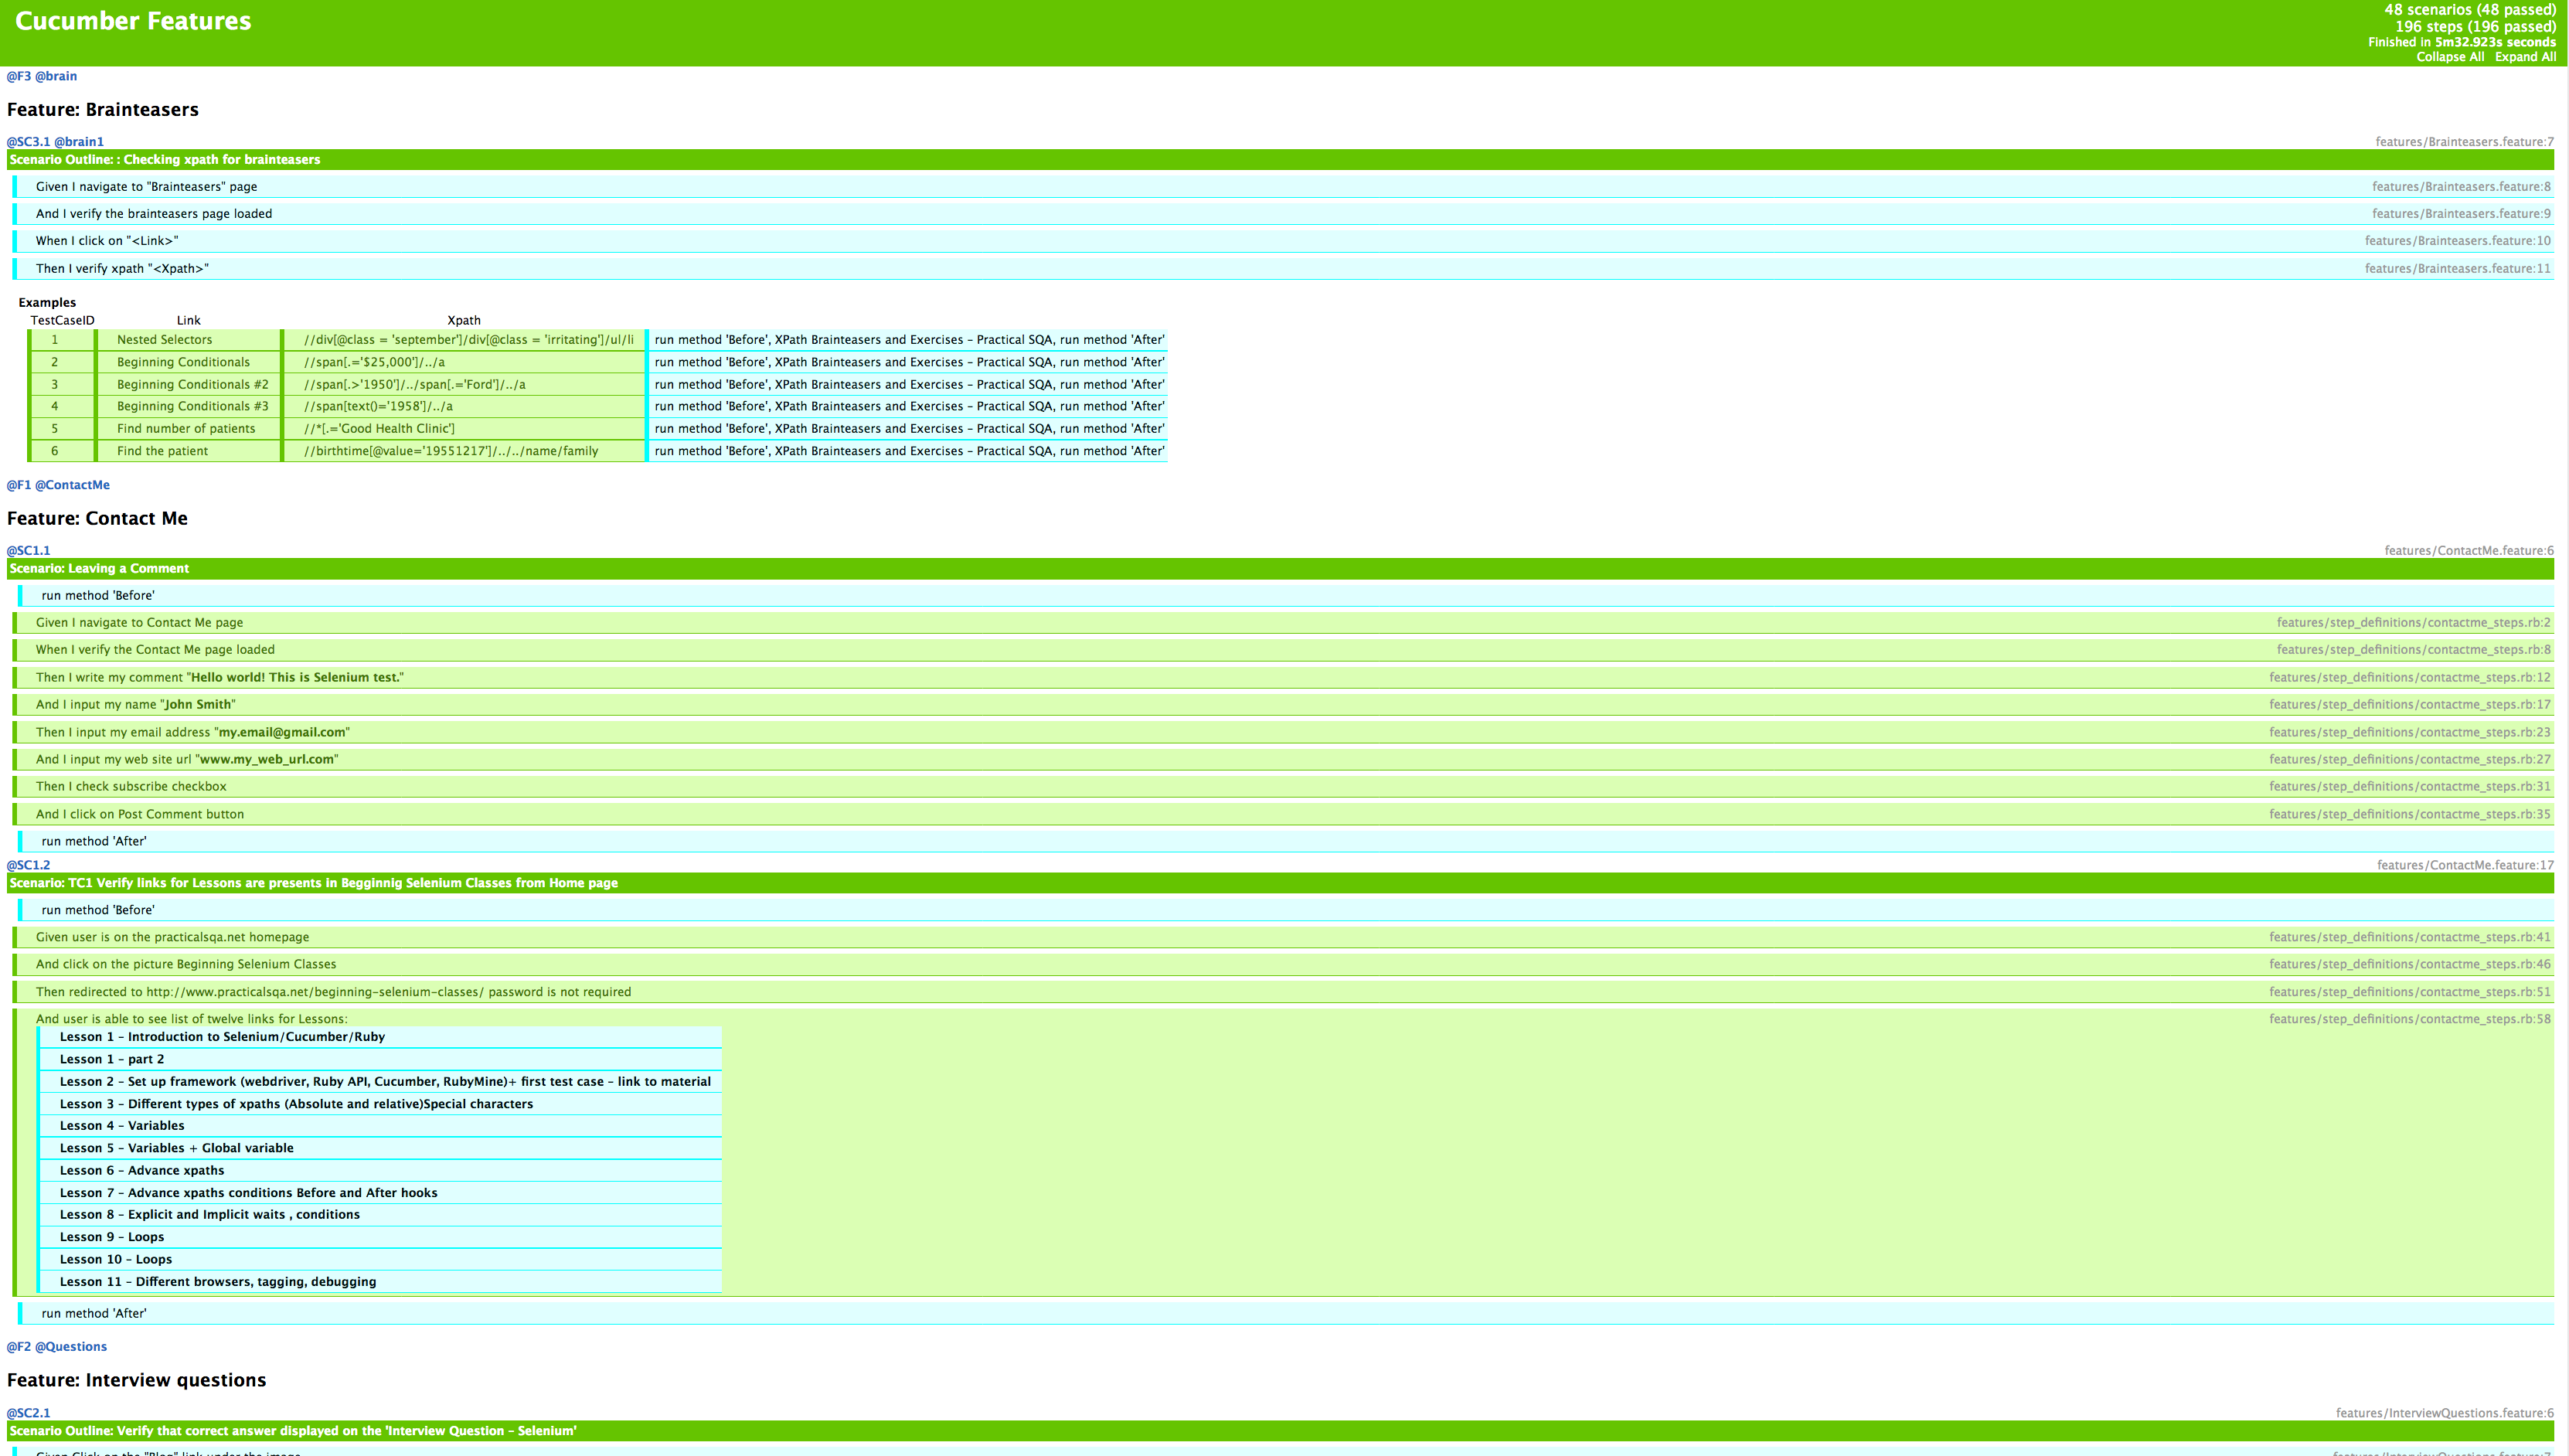 Cucumber Features
48 scenarios (48 passed)
196 steps (196 passed)
Finished in 5m32.923s seconds
Collapse All Expand All
@F3 @brain
Feature: Brainteasers
@SC3.1 @brain1 features/Brainteasers.feature:7
Scenario Outline: : Checking xpath for brainteasers
Given I navigate to "Brainteasers" page features/Brainteasers.feature:8
And I verify the brainteasers page loaded features/Brainteasers.feature:9
When I click on "<Link>" features/Brainteasers.feature:10
Then I verify xpath "<Xpath>" features/Brainteasers.feature:11
Examples
TestCaseID Link Xpath
1 Nested Selectors //div[@class = 'september']/div[@class = 'irritating']/ul/li run method 'Before', XPath Brainteasers and Exercises – Practical SQA, run method 'After'
2 Beginning Conditionals //span[.='$25,000']/../a run method 'Before', XPath Brainteasers and Exercises – Practical SQA, run method 'After'
3 Beginning Conditionals #2 //span[.>'1950']/../span[.='Ford']/../a run method 'Before', XPath Brainteasers and Exercises – Practical SQA, run method 'After'
4 Beginning Conditionals #3 //span[text()='1958']/../a run method 'Before', XPath Brainteasers and Exercises – Practical SQA, run method 'After'
5 Find number of patients //*[.='Good Health Clinic'] run method 'Before', XPath Brainteasers and Exercises – Practical SQA, run method 'After'
6 Find the patient //birthtime[@value='19551217']/../../name/family run method 'Before', XPath Brainteasers and Exercises – Practical SQA, run method 'After'
@F1 @ContactMe
Feature: Contact Me
@SC1.1 features/ContactMe.feature:6
Scenario: Leaving a Comment
run method 'Before'
Given I navigate to Contact Me page features/step_definitions/contactme_steps.rb:2
When I verify the Contact Me page loaded features/step_definitions/contactme_steps.rb:8
Then I write my comment "Hello world! This is Selenium test." features/step_definitions/contactme_steps.rb:12
And I input my name "John Smith" features/step_definitions/contactme_steps.rb:17
Then I input my email address "my.email@gmail.com" features/step_definitions/contactme_steps.rb:23
And I input my web site url "www.my_web_url.com" features/step_definitions/contactme_steps.rb:27
Then I check subscribe checkbox features/step_definitions/contactme_steps.rb:31
And I click on Post Comment button features/step_definitions/contactme_steps.rb:35
run method 'After'
@SC1.2 features/ContactMe.feature:17
Scenario: TC1 Verify links for Lessons are presents in Begginnig Selenium Classes from Home page
run method 'Before'
Given user is on the practicalsqa.net homepage features/step_definitions/contactme_steps.rb:41
And click on the picture Beginning Selenium Classes features/step_definitions/contactme_steps.rb:46
Then redirected to http://www.practicalsqa.net/beginning-selenium-classes/ password is not required features/step_definitions/contactme_steps.rb:51
And user is able to see list of twelve links for Lessons: features/step_definitions/contactme_steps.rb:58
Lesson 1 – Introduction to Selenium/Cucumber/Ruby
Lesson 1 – part 2
Lesson 2 – Set up framework (webdriver, Ruby API, Cucumber, RubyMine)+ first test case – link to material
Lesson 3 – Different types of xpaths (Absolute and relative)Special characters
Lesson 4 – Variables
Lesson 5 – Variables + Global variable
Lesson 6 – Advance xpaths
Lesson 7 – Advance xpaths conditions Before and After hooks
Lesson 8 – Explicit and Implicit waits , conditions
Lesson 9 – Loops
Lesson 10 – Loops
Lesson 11 – Different browsers, tagging, debugging
run method 'After'
@F2 @Questions
Feature: Interview questions
@SC2.1 features/InterviewQuestions.feature:6
Scenario Outline: Verify that correct answer displayed on the 'Interview Question – Selenium'
Given Click on the "Blog" link under the image features/InterviewQuestions.feature:7